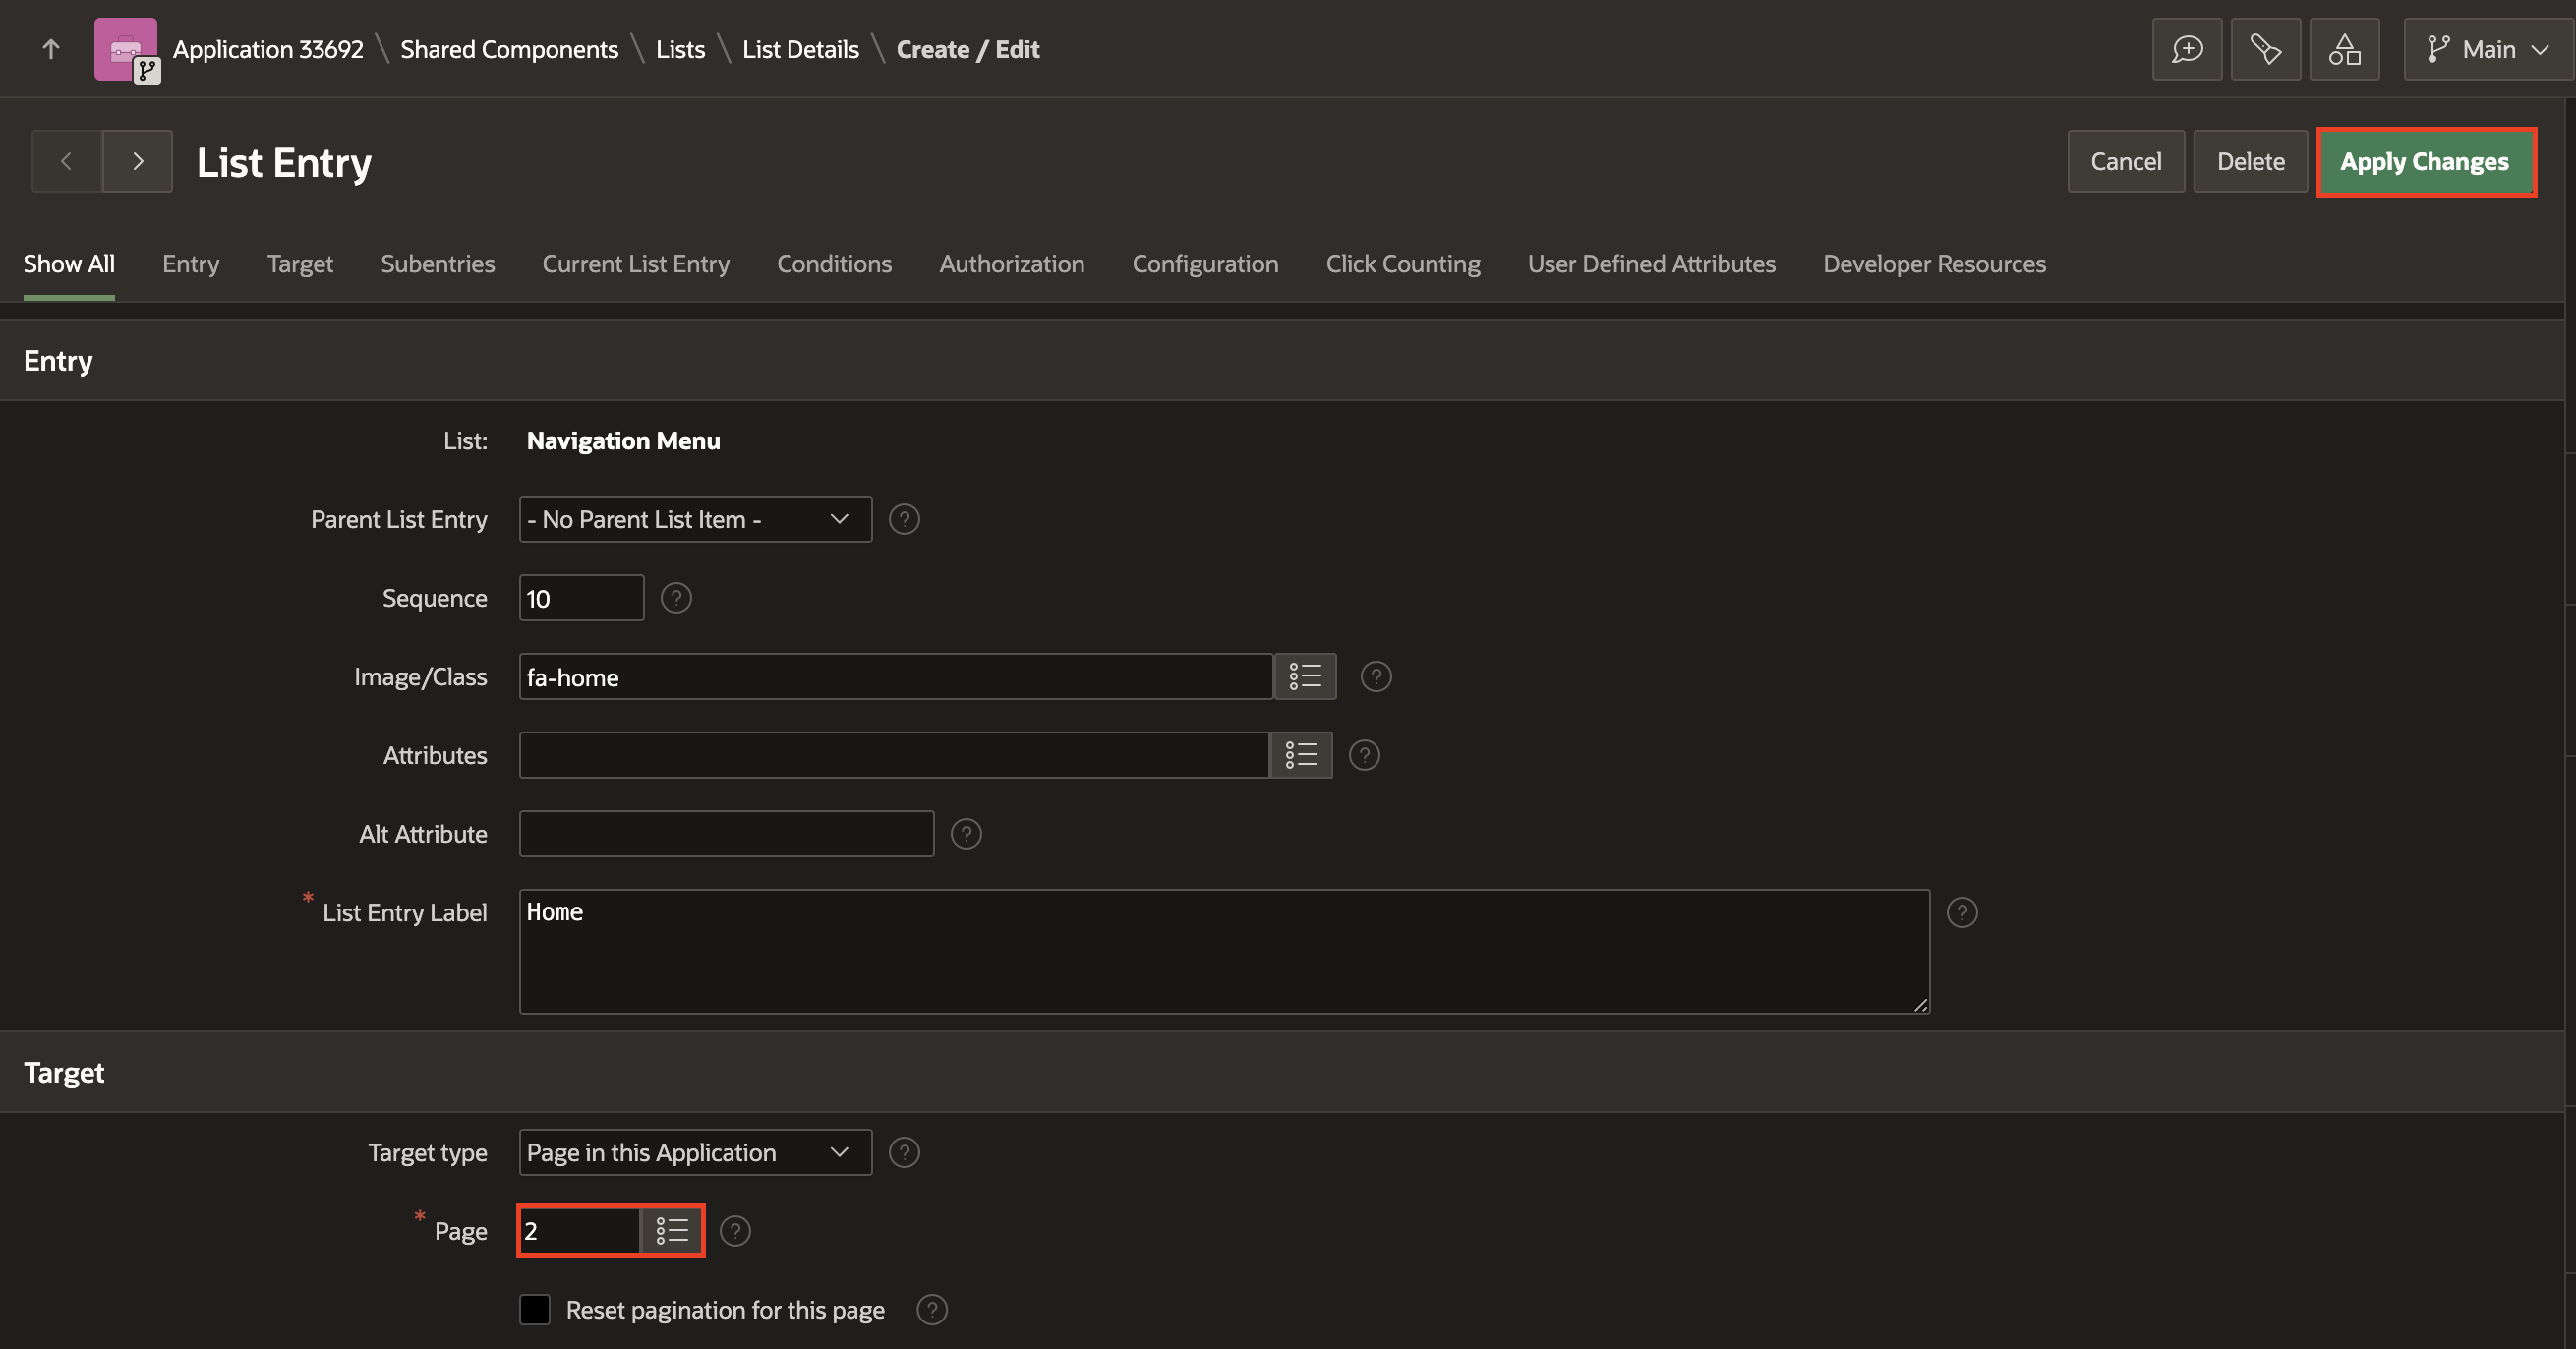 Application 33692 \ Shared Components \ Lists \ List Details \ Create / Edit
Main
List Entry
Cancel Delete Apply Changes
Show All Entry Target Subentries Current List Entry Conditions Authorization Configuration Click Counting User Defined Attributes Developer Resources
Entry
List: Navigation Menu
Parent List Entry - No Parent List Item - ?
Sequence 10 ?
Image/Class fa-home ?
Attributes ?
Alt Attribute ?
* List Entry Label Home ?
Target
Target type Page in this Application ?
* Page 2 ?
Reset pagination for this page ?